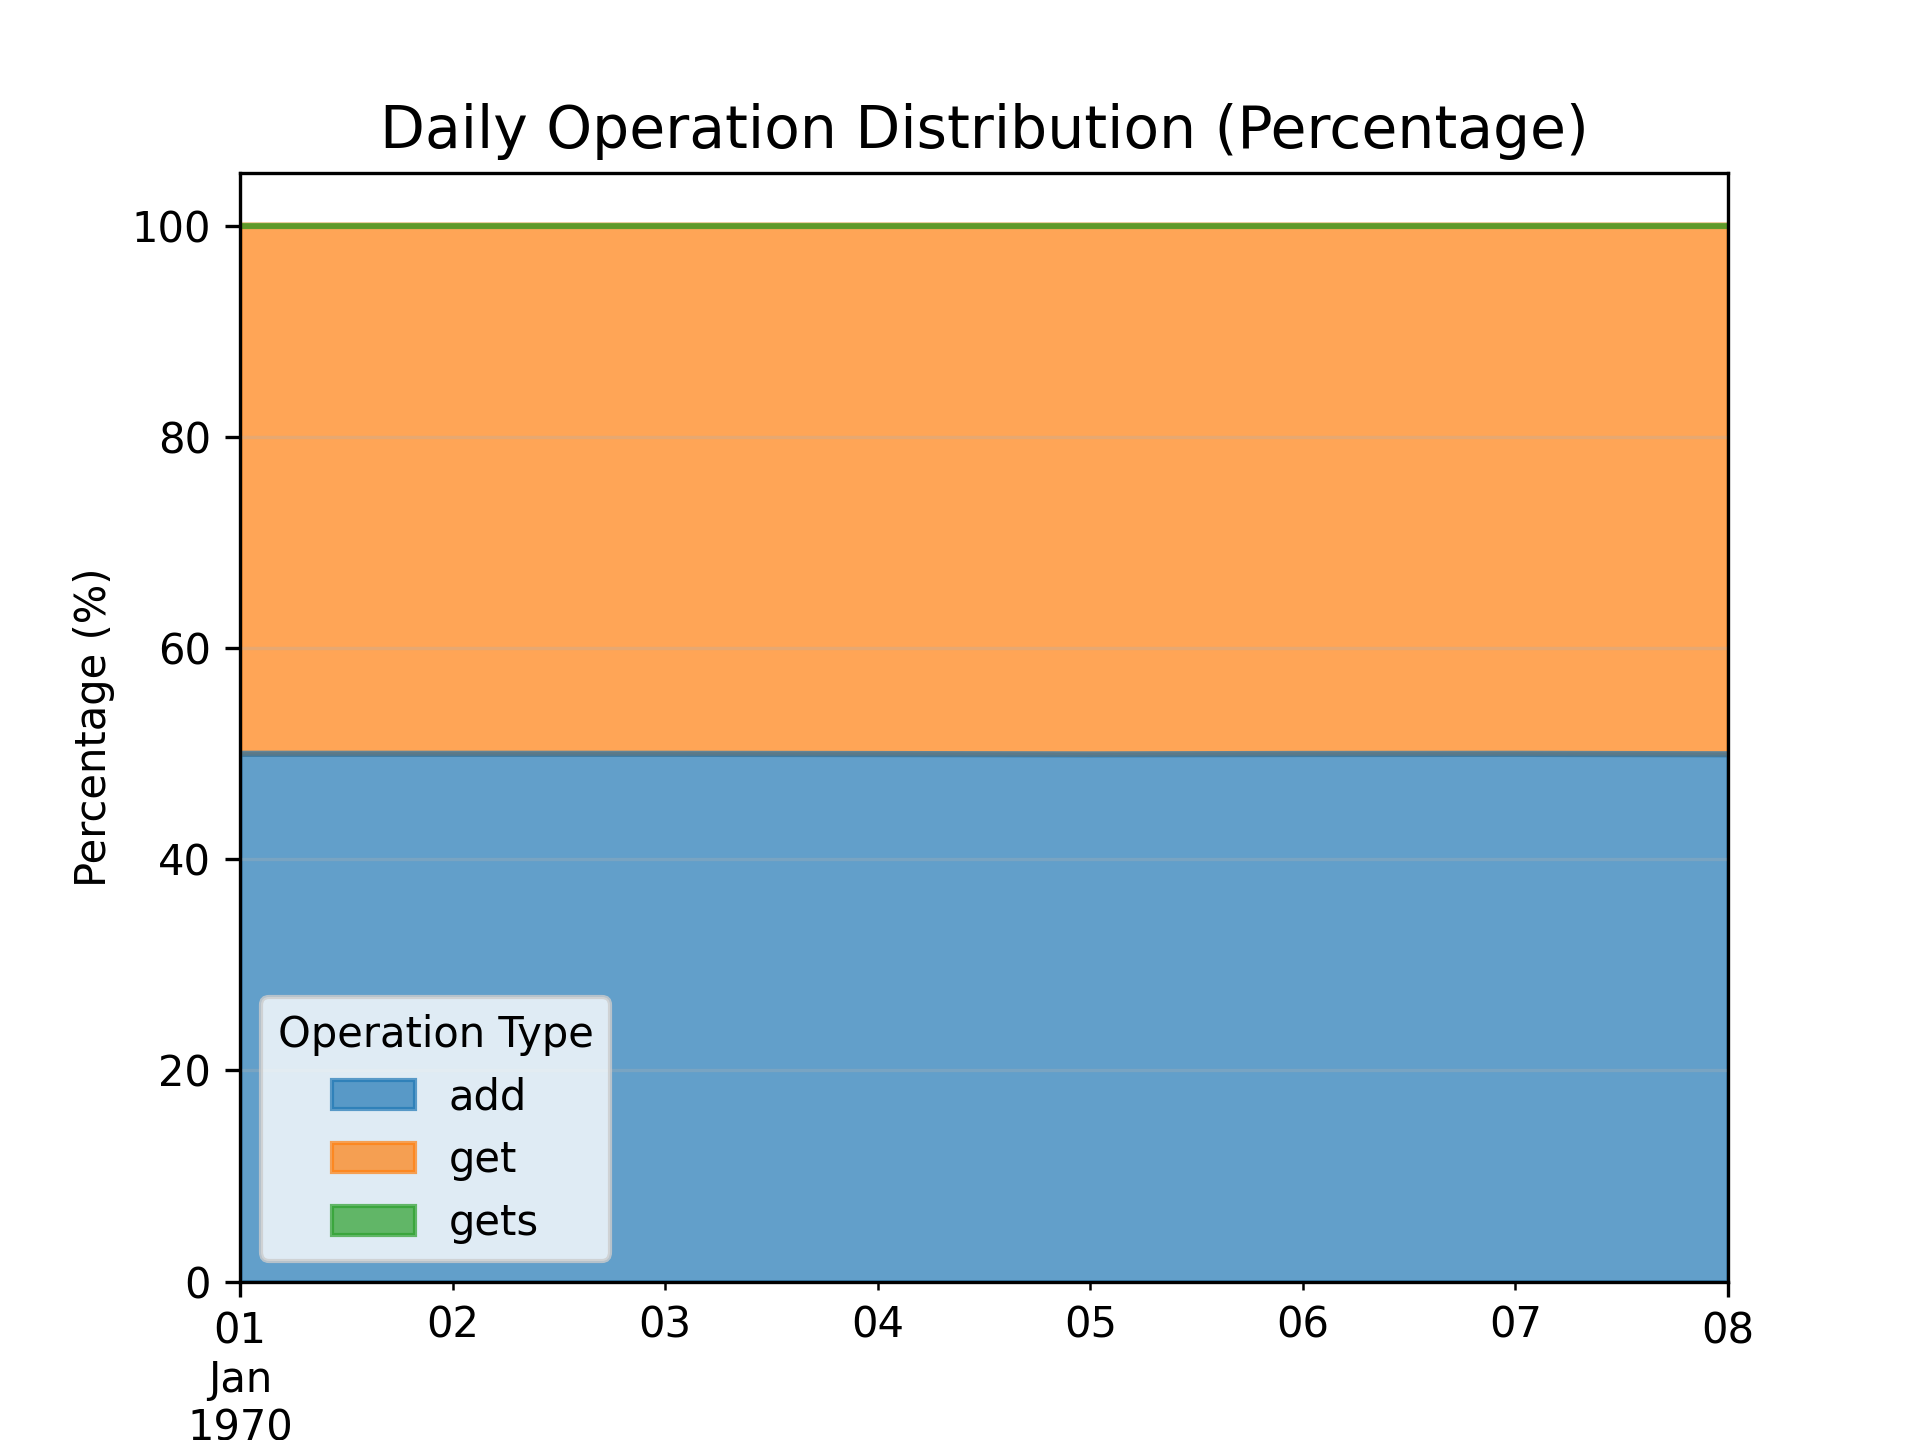 Daily Operation Distribution (Percentage)
Percentage (%)
100
80
60
40
20
0
Operation Type
add
get
gets
01 02 03 04 05 06 07 08
Jan
1970